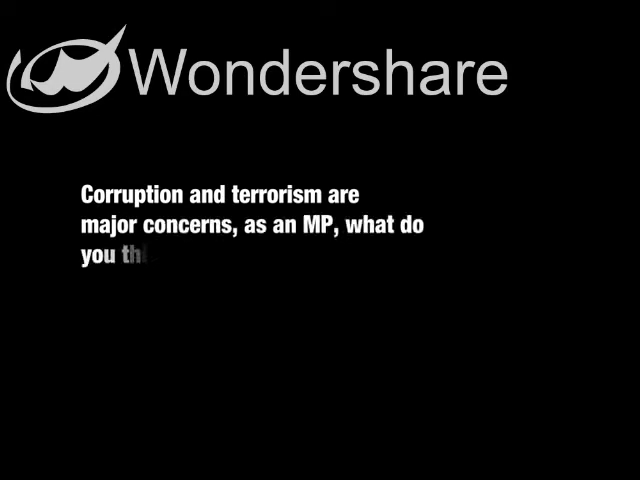 Wondershare
Corruption and terrorism are
major concerns, as an MP, what do
you